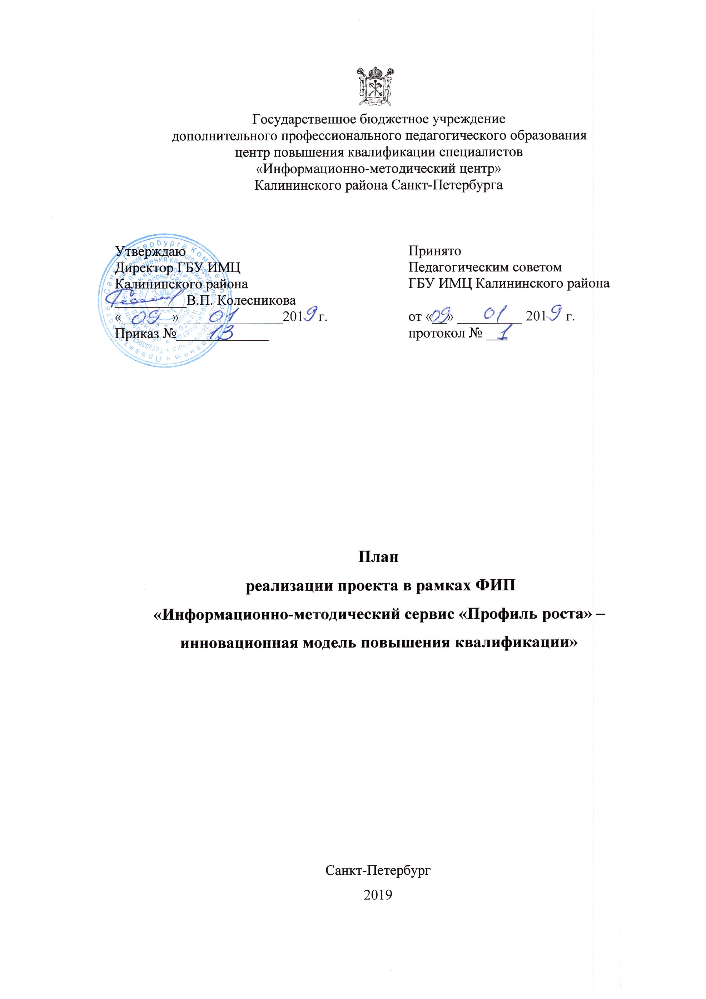 Государственное бюджетное учреждение
дополнительного профессионального педагогического образования
центр повышения квалификации специалистов
«Информационно-методический центр»
Калининского района Санкт-Петербурга
Утверждаю
Директор ГБУ ИМЦ
Калининского района
В.П. Колесникова
« 09 » 01 2019 г.
Приказ № 13
Принято
Педагогическим советом
ГБУ ИМЦ Калининского района
от «09» 01 2019 г.
протокол № 1
План
реализации проекта в рамках ФИП
«Информационно-методический сервис «Профиль роста» –
инновационная модель повышения квалификации»
Санкт-Петербург
2019